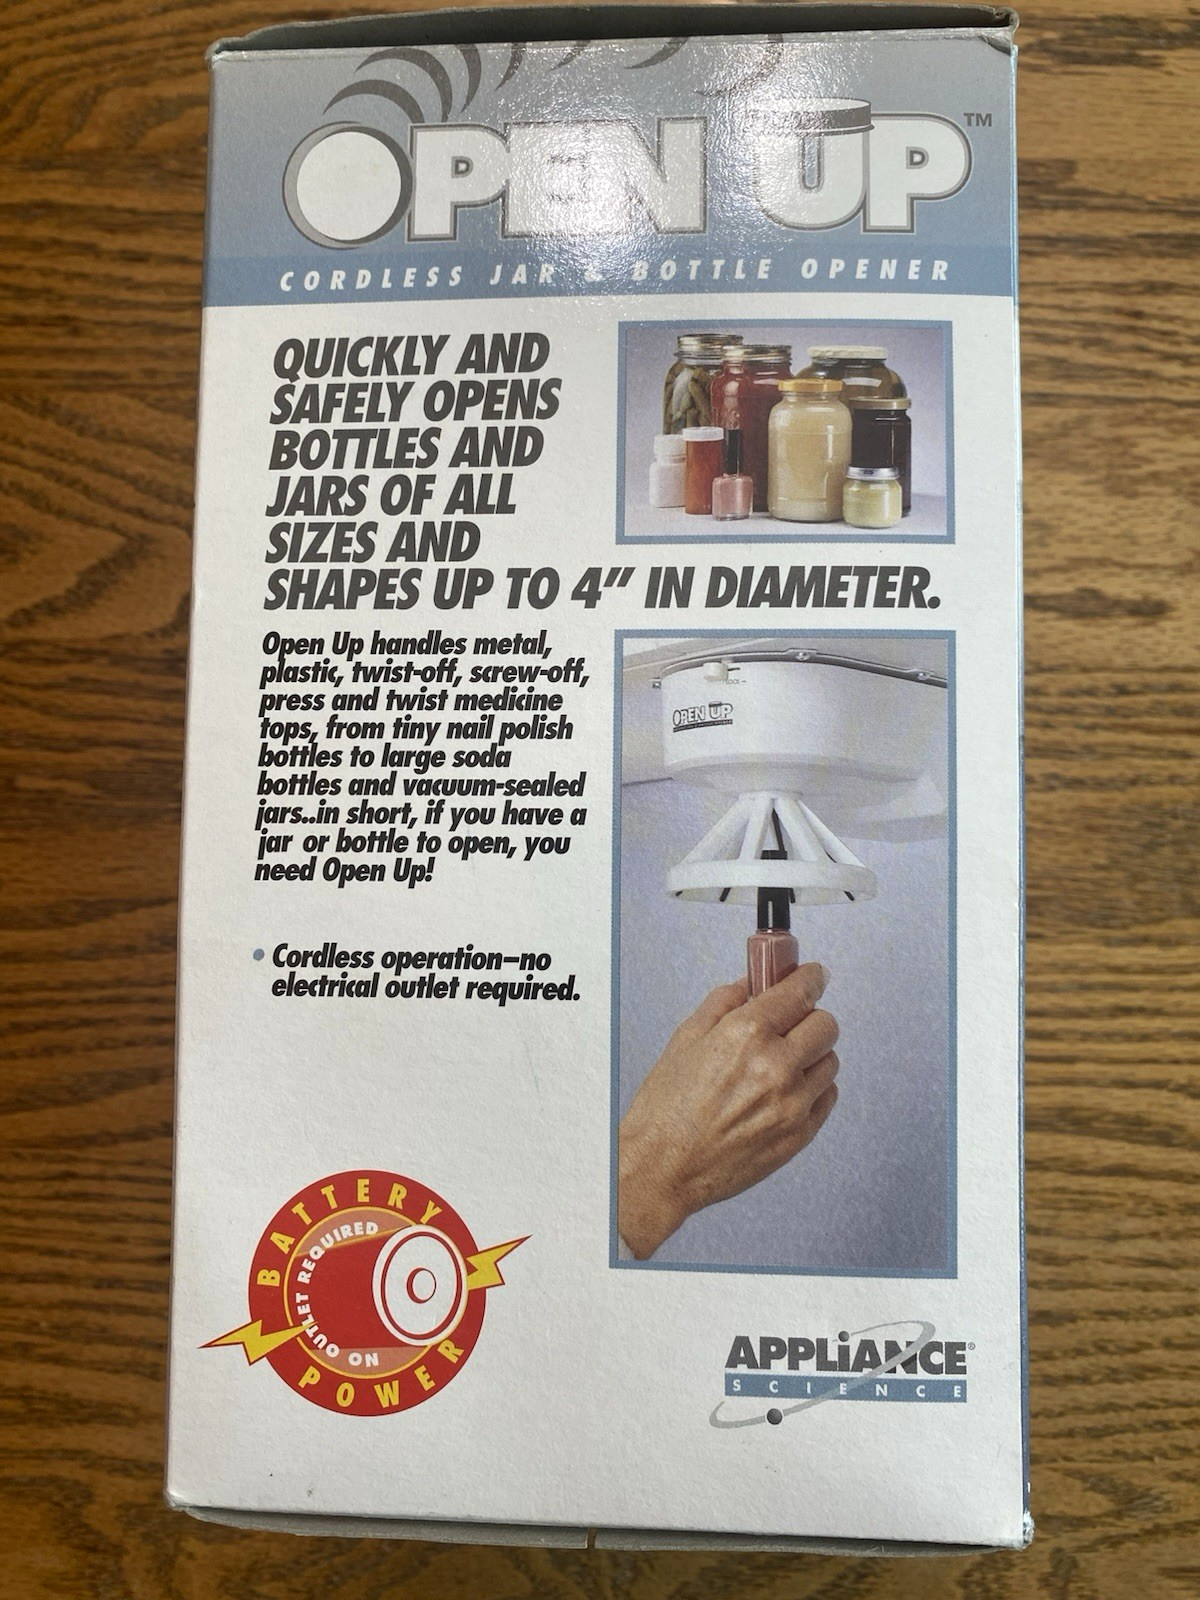 OPEN UP™
CORDLESS JAR & BOTTLE OPENER
QUICKLY AND
SAFELY OPENS
BOTTLES AND
JARS OF ALL
SIZES AND
SHAPES UP TO 4″ IN DIAMETER.
Open Up handles metal,
plastic, twist-off, screw-off,
press and twist medicine
tops, from tiny nail polish
bottles to large soda
bottles and vacuum-sealed
jars..in short, if you have a
jar or bottle to open, you
need Open Up!
• Cordless operation–no
electrical outlet required.
OPEN UP
BATTERY
POWER
NO OUTLET REQUIRED
APPLiANCE®
SCIENCE